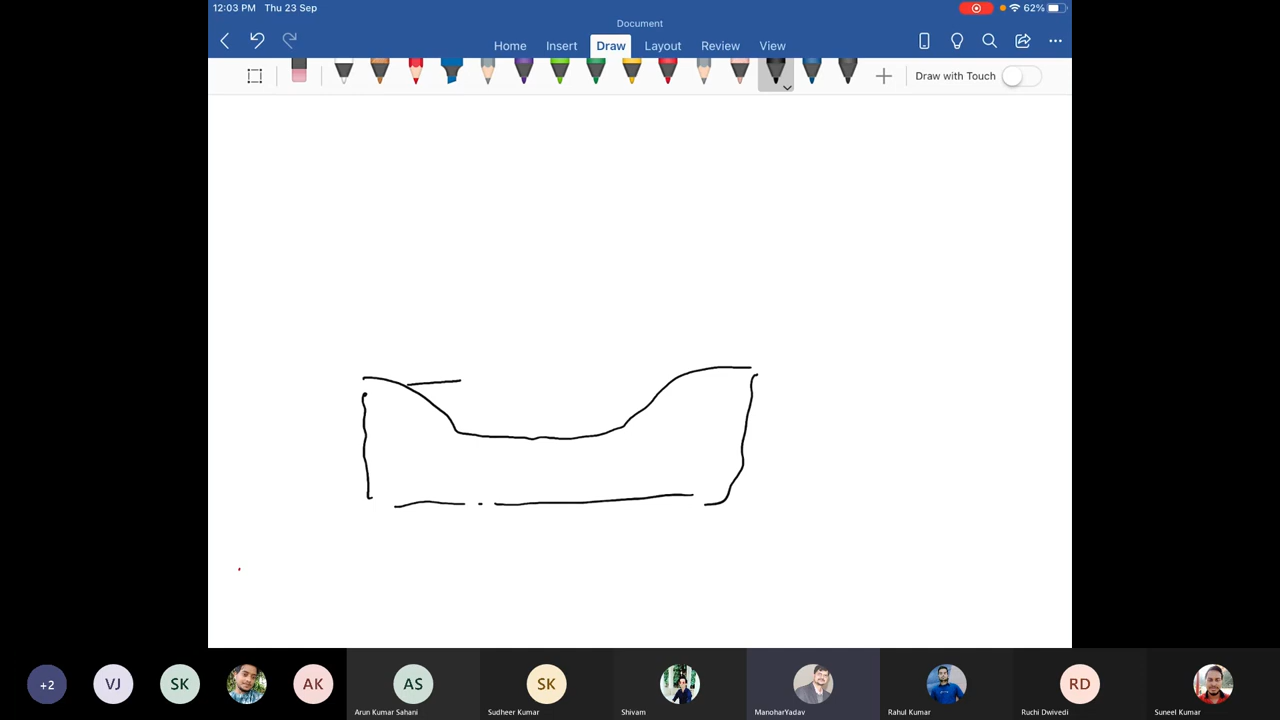 12:03 PM Thu 23 Sep
62%
Document
Home Insert Draw Layout Review View
Draw with Touch
+2 VJ SK AK AS SK RD
Arun Kumar Sahani Sudheer Kumar Shivam ManoharYadav Rahul Kumar Ruchi Dwivedi Suneel Kumar